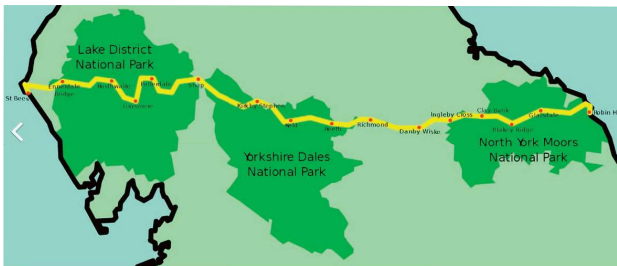 Lake District
National Park
St Bees
Ennerdale
Bridge
Rosthwaite
Grasmere
Patterdale
Shap
Kirkby Stephen
Keld
Reeth
Richmond
Danby Wiske
Ingleby Cross
Clay Bank
Blakey Ridge
Glaisdale
Robin H
Yorkshire Dales
National Park
North York Moors
National Park